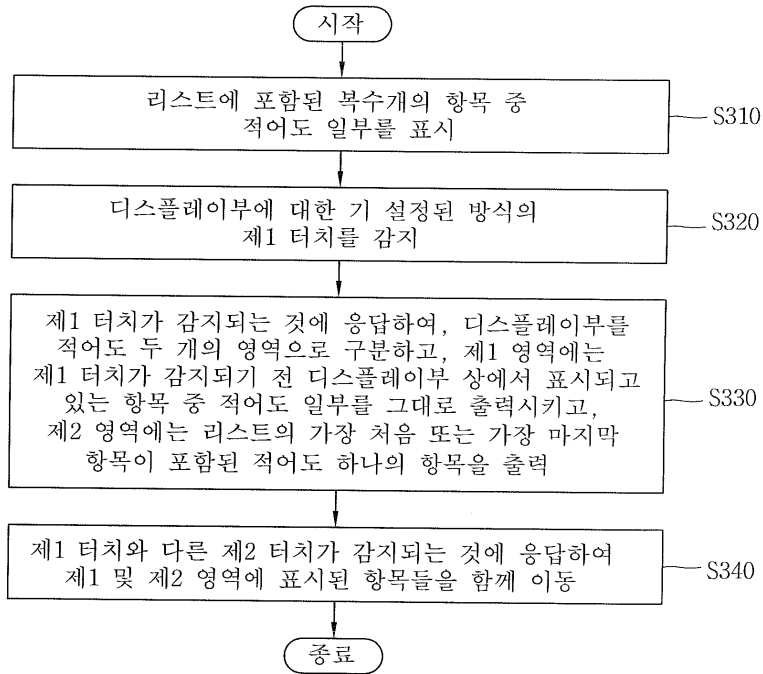 시작
리스트에 포함된 복수개의 항목 중
적어도 일부를 표시
S310
디스플레이부에 대한 기 설정된 방식의
제1 터치를 감지
S320
제1 터치가 감지되는 것에 응답하여, 디스플레이부를
적어도 두 개의 영역으로 구분하고, 제1 영역에는
제1 터치가 감지되기 전 디스플레이부 상에서 표시되고
있는 항목 중 적어도 일부를 그대로 출력시키고,
제2 영역에는 리스트의 가장 처음 또는 가장 마지막
항목이 포함된 적어도 하나의 항목을 출력
S330
제1 터치와 다른 제2 터치가 감지되는 것에 응답하여
제1 및 제2 영역에 표시된 항목들을 함께 이동
S340
종료